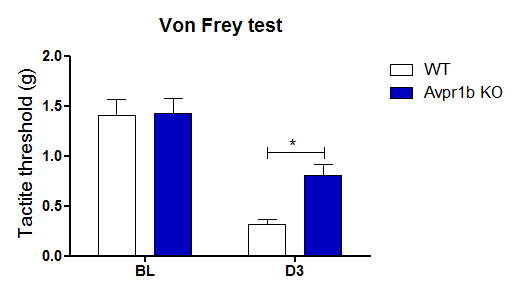 Von Frey test
Tactite threshold (g)
2.0
1.5
1.0
0.5
0.0
BL
D3
*
WT
Avpr1b KO